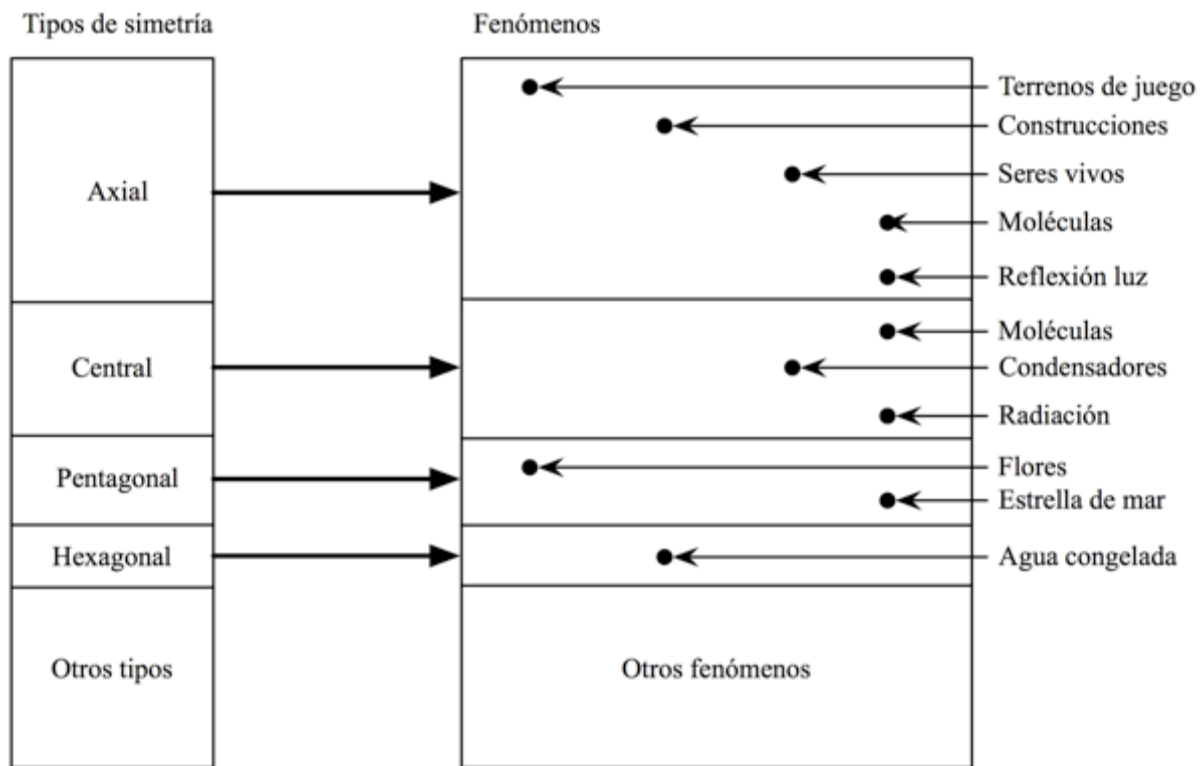 Tipos de simetría
Fenómenos
Axial
Terrenos de juego
Construcciones
Seres vivos
Moléculas
Reflexión luz
Central
Moléculas
Condensadores
Radiación
Pentagonal
Flores
Estrella de mar
Hexagonal
Agua congelada
Otros tipos
Otros fenómenos